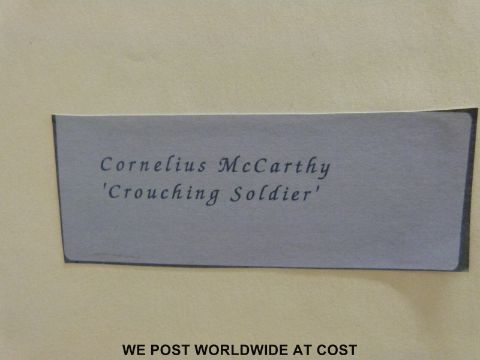 Cornelius McCarthy
'Crouching Soldier'
WE POST WORLDWIDE AT COST